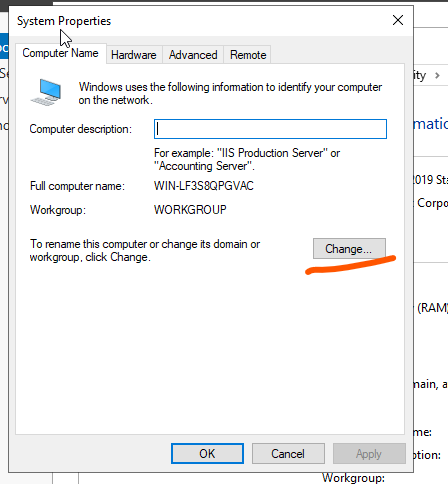 System Properties
Computer Name
Hardware
Advanced
Remote
Windows uses the following information to identify your computer
on the network.
Computer description:
For example: "IIS Production Server" or
"Accounting Server".
Full computer name:
WIN-LF3S8QPGVAC
Workgroup:
WORKGROUP
To rename this computer or change its domain or
workgroup, click Change.
Change...
OK
Cancel
Apply
ity
matio
2019 Sta
Corpo
(RAM)
main, a
me:
ption:
Workgroup: